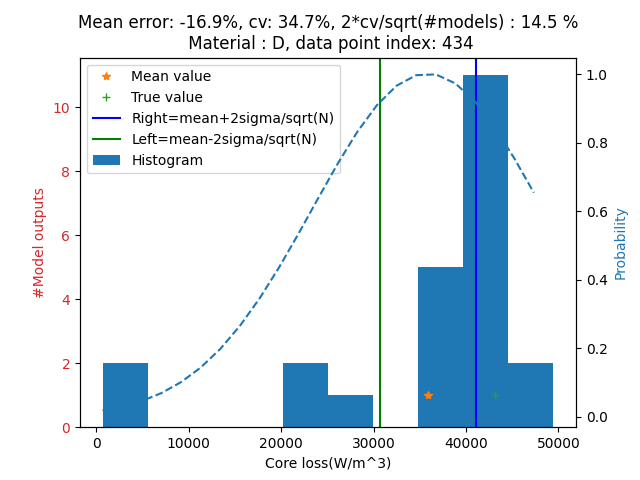 Mean error: -16.9%, cv: 34.7%, 2*cv/sqrt(#models) : 14.5 %
Material : D, data point index: 434
Mean value
True value
Right=mean+2sigma/sqrt(N)
Left=mean-2sigma/sqrt(N)
Histogram
#Model outputs
0
2
4
6
8
10
Probability
0.0
0.2
0.4
0.6
0.8
1.0
0
10000
20000
30000
40000
50000
Core loss(W/m^3)